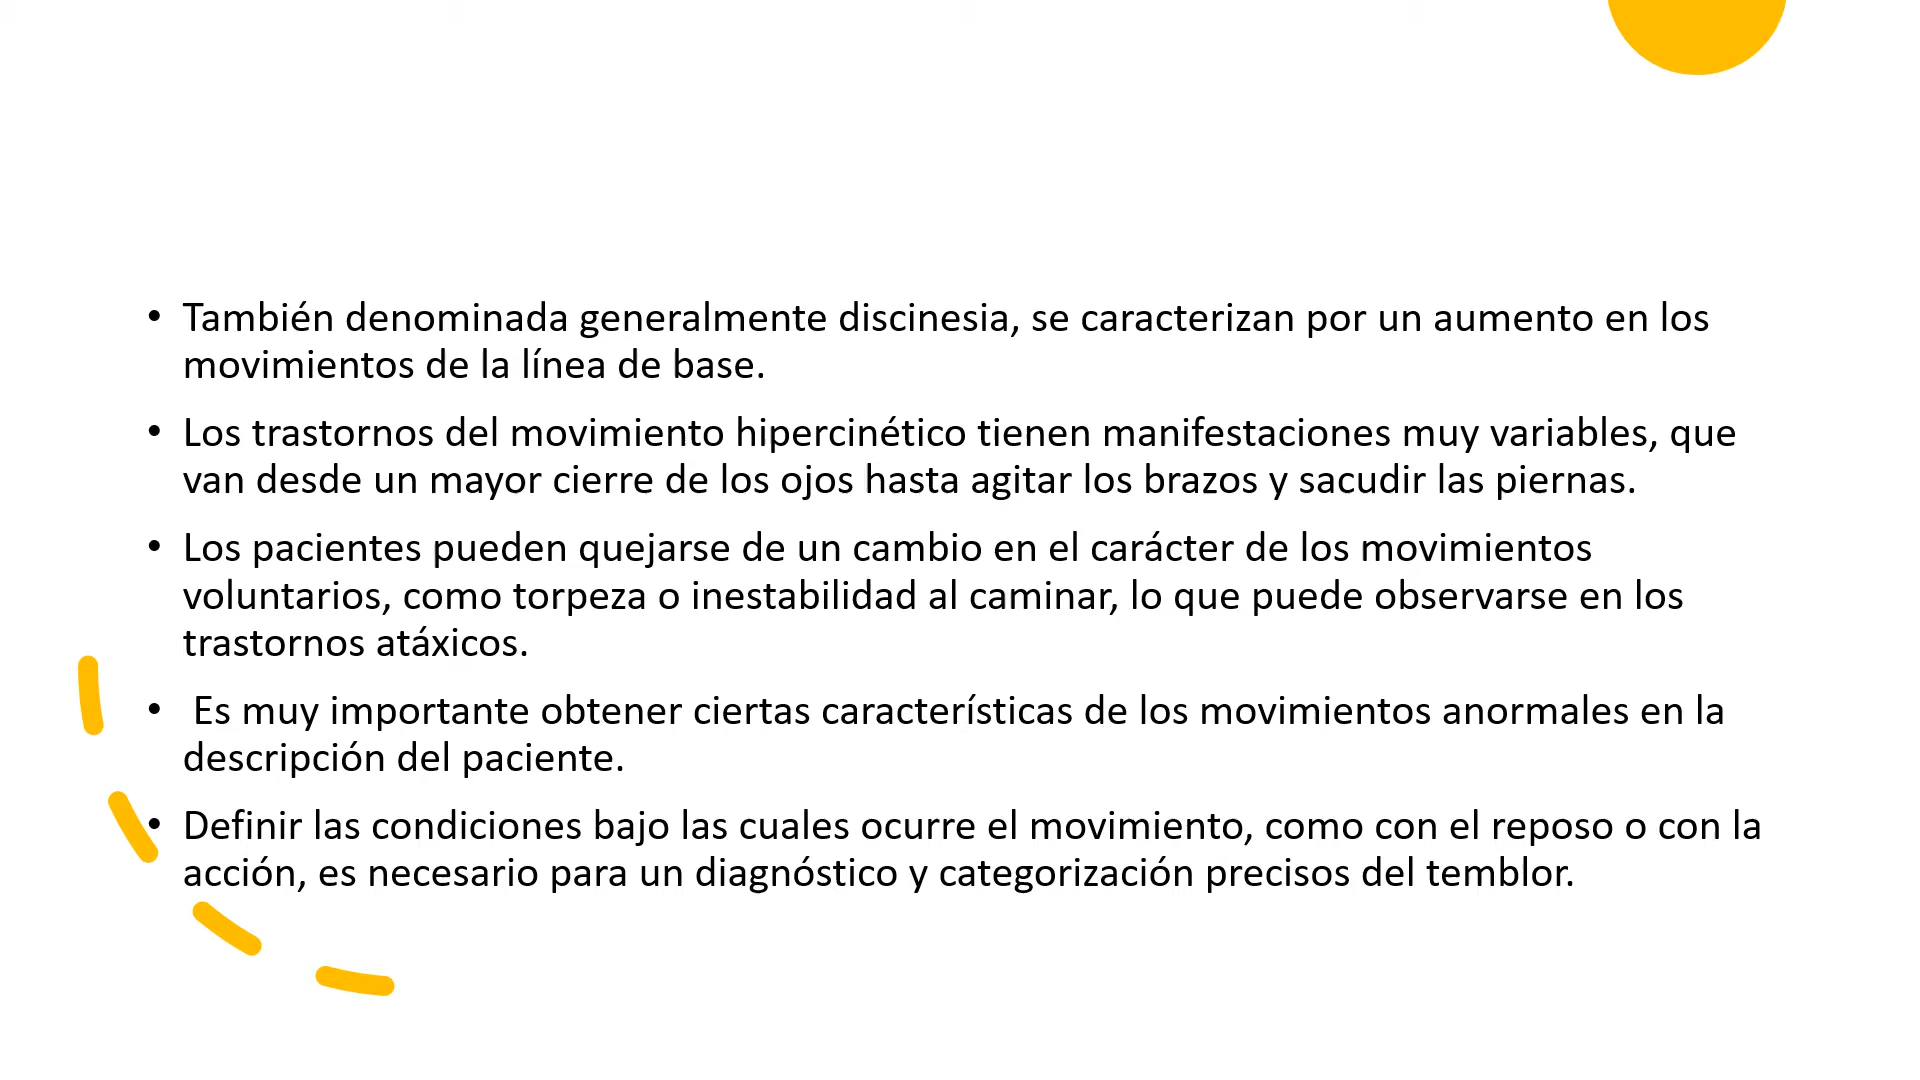 • También denominada generalmente discinesia, se caracterizan por un aumento en los
movimientos de la línea de base.
• Los trastornos del movimiento hipercinético tienen manifestaciones muy variables, que
van desde un mayor cierre de los ojos hasta agitar los brazos y sacudir las piernas.
• Los pacientes pueden quejarse de un cambio en el carácter de los movimientos
voluntarios, como torpeza o inestabilidad al caminar, lo que puede observarse en los
trastornos atáxicos.
• Es muy importante obtener ciertas características de los movimientos anormales en la
descripción del paciente.
• Definir las condiciones bajo las cuales ocurre el movimiento, como con el reposo o con la
acción, es necesario para un diagnóstico y categorización precisos del temblor.